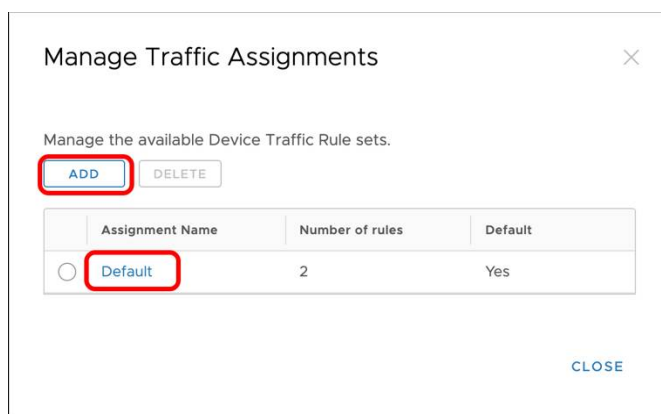 Manage Traffic Assignments
Manage the available Device Traffic Rule sets.
ADD DELETE
Assignment Name Number of rules Default
Default 2 Yes
CLOSE